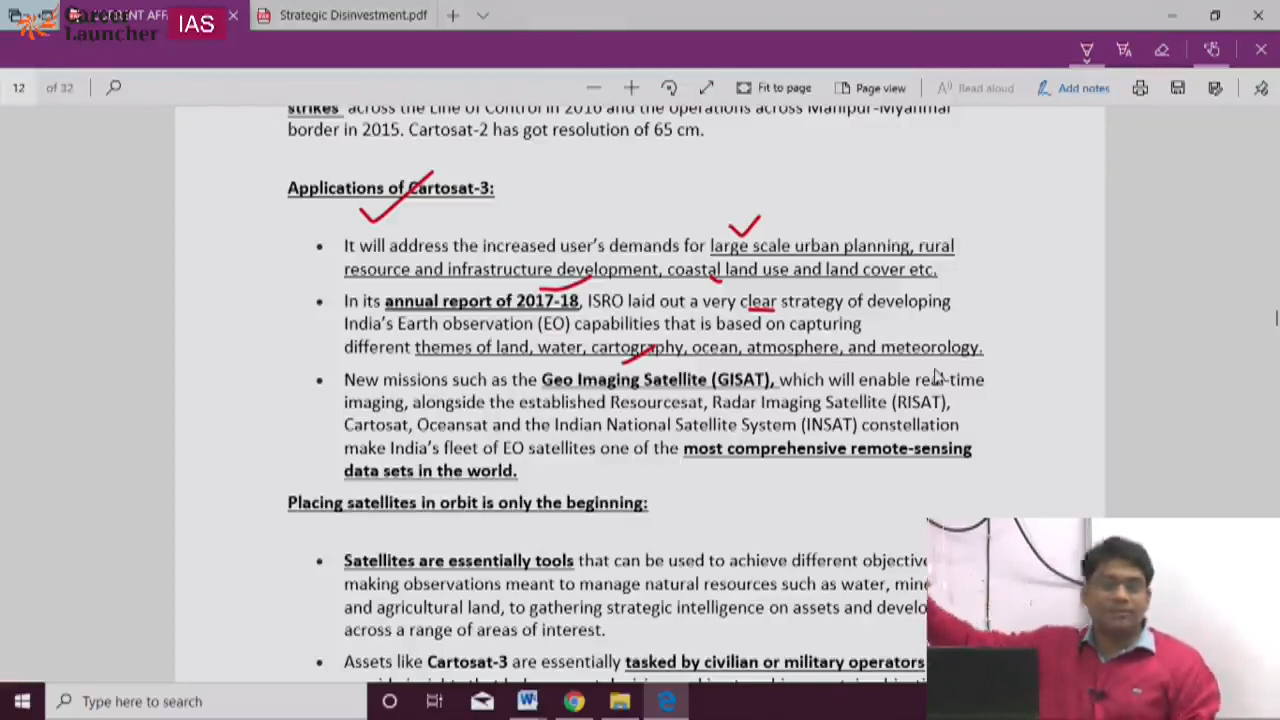 CURRENT AFF
Strategic Disinvestment.pdf
Career
Launcher
IAS
12 of 32
Fit to page
Page view
Read aloud
Add notes
strikes across the Line of Control in 2016 and the operations across Manipur-Myanmar
border in 2015. Cartosat-2 has got resolution of 65 cm.
Applications of Cartosat-3:
• It will address the increased user's demands for large scale urban planning, rural
resource and infrastructure development, coastal land use and land cover etc.
• In its annual report of 2017-18, ISRO laid out a very clear strategy of developing
India's Earth observation (EO) capabilities that is based on capturing
different themes of land, water, cartography, ocean, atmosphere, and meteorology.
• New missions such as the Geo Imaging Satellite (GISAT), which will enable real-time
imaging, alongside the established Resourcesat, Radar Imaging Satellite (RISAT),
Cartosat, Oceansat and the Indian National Satellite System (INSAT) constellation
make India's fleet of EO satellites one of the most comprehensive remote-sensing
data sets in the world.
Placing satellites in orbit is only the beginning:
• Satellites are essentially tools that can be used to achieve different objectiv
making observations meant to manage natural resources such as water, mine
and agricultural land, to gathering strategic intelligence on assets and develo
across a range of areas of interest.
• Assets like Cartosat-3 are essentially tasked by civilian or military operators
Type here to search